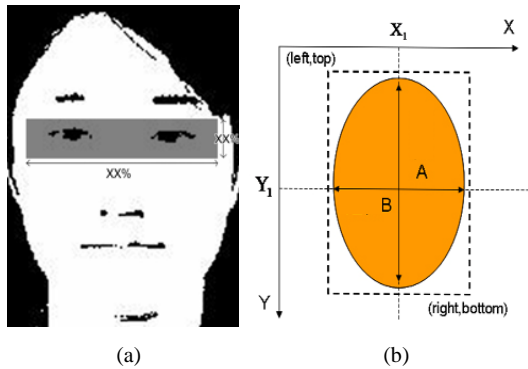 XX%
XX%
(a)
X₁
X
(left,top)
A
Y₁
B
Y
(right,bottom)
(b)